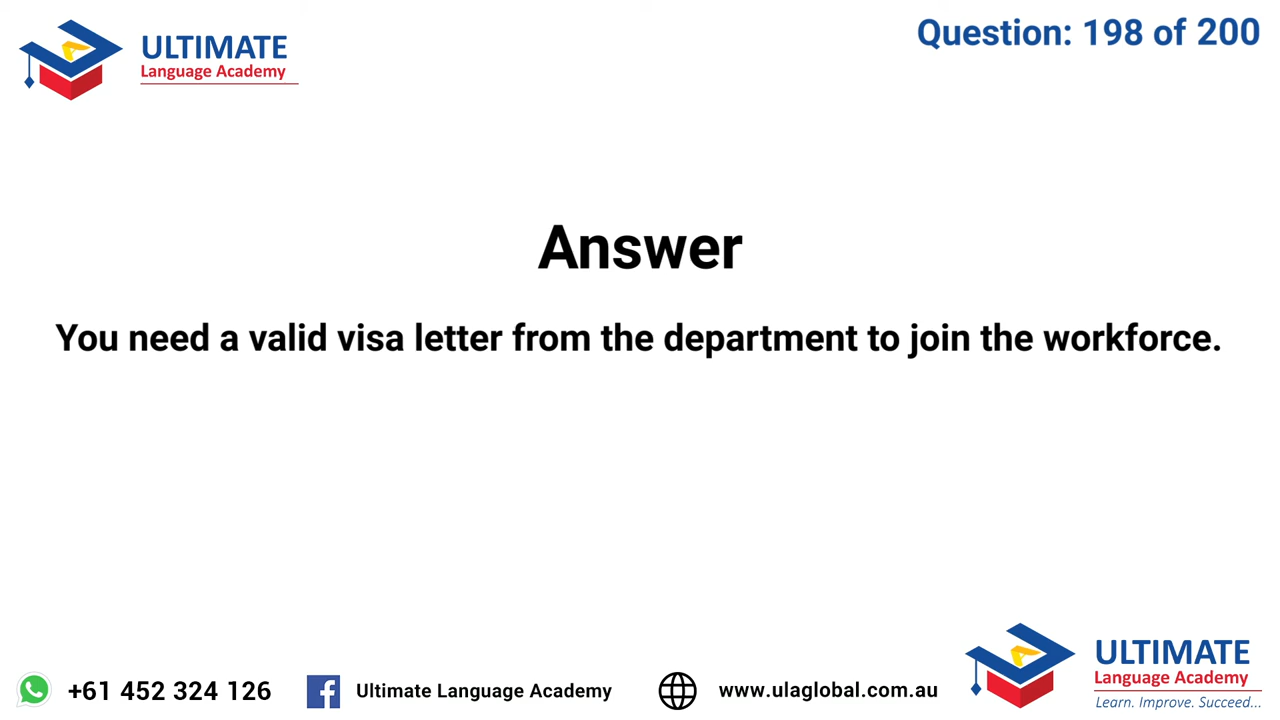 ULTIMATE
Language Academy
Question: 198 of 200
Answer
You need a valid visa letter from the department to join the workforce.
+61 452 324 126
Ultimate Language Academy
www.ulaglobal.com.au
ULTIMATE
Language Academy
Learn. Improve. Succeed...